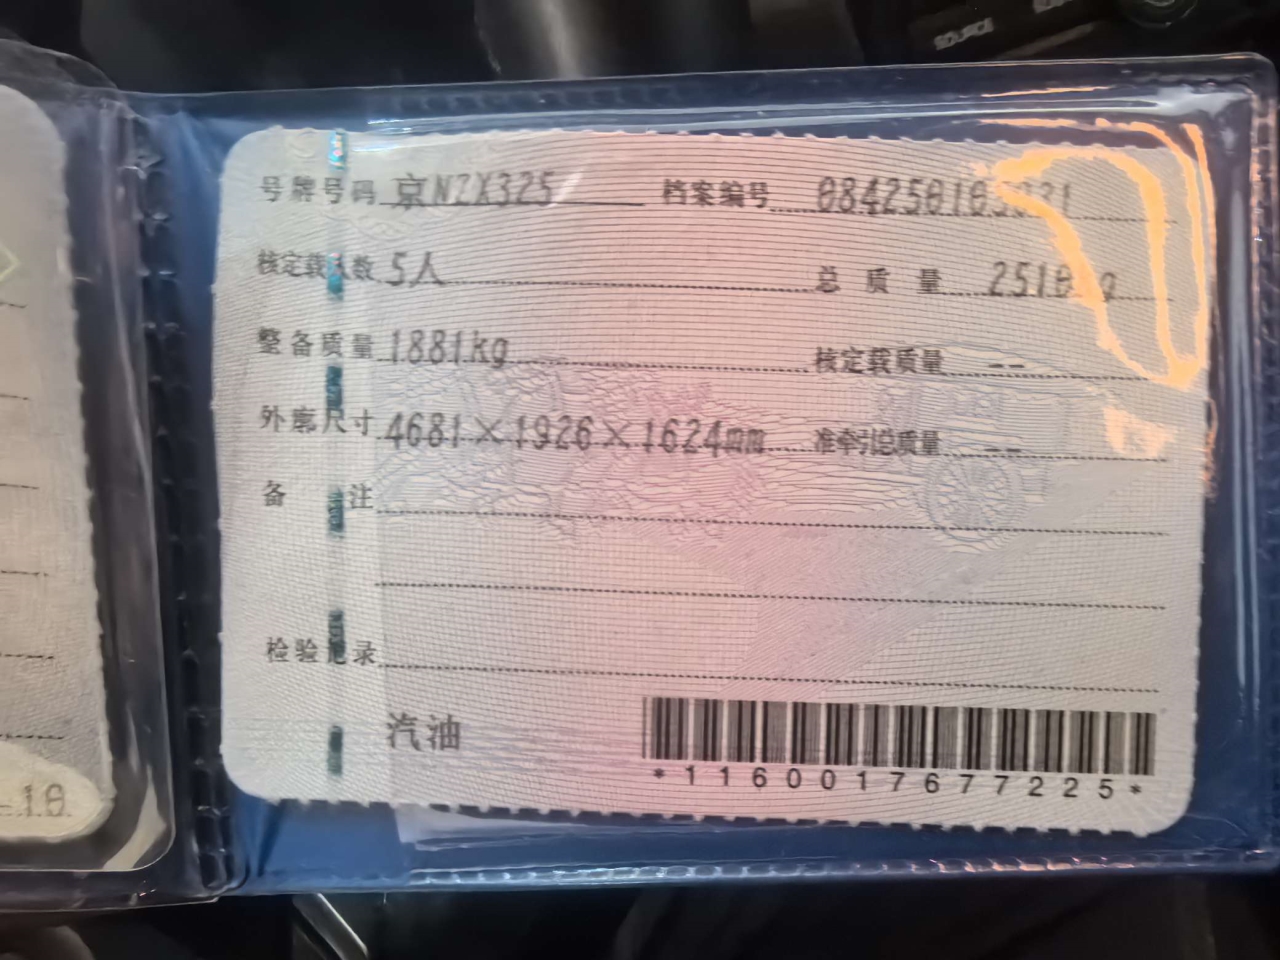 号牌号码 京NZX325 档案编号
核定载人数 5人 总质量
整备质量 1881kg 核定载质量 --
外廓尺寸 4681×1926×1624mm 准牵引总质量 --
备注
检验记录
汽油
*1160017677225*